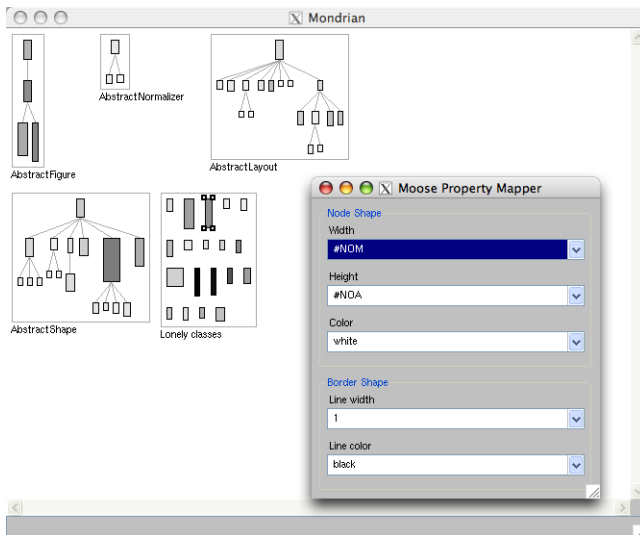 Mondrian
AbstractNormalizer
AbstractFigure
AbstractLayout
AbstractShape
Lonely classes
Moose Property Mapper
Node Shape
Width
#NOM
Height
#NOA
Color
white
Border Shape
Line width
1
Line color
black